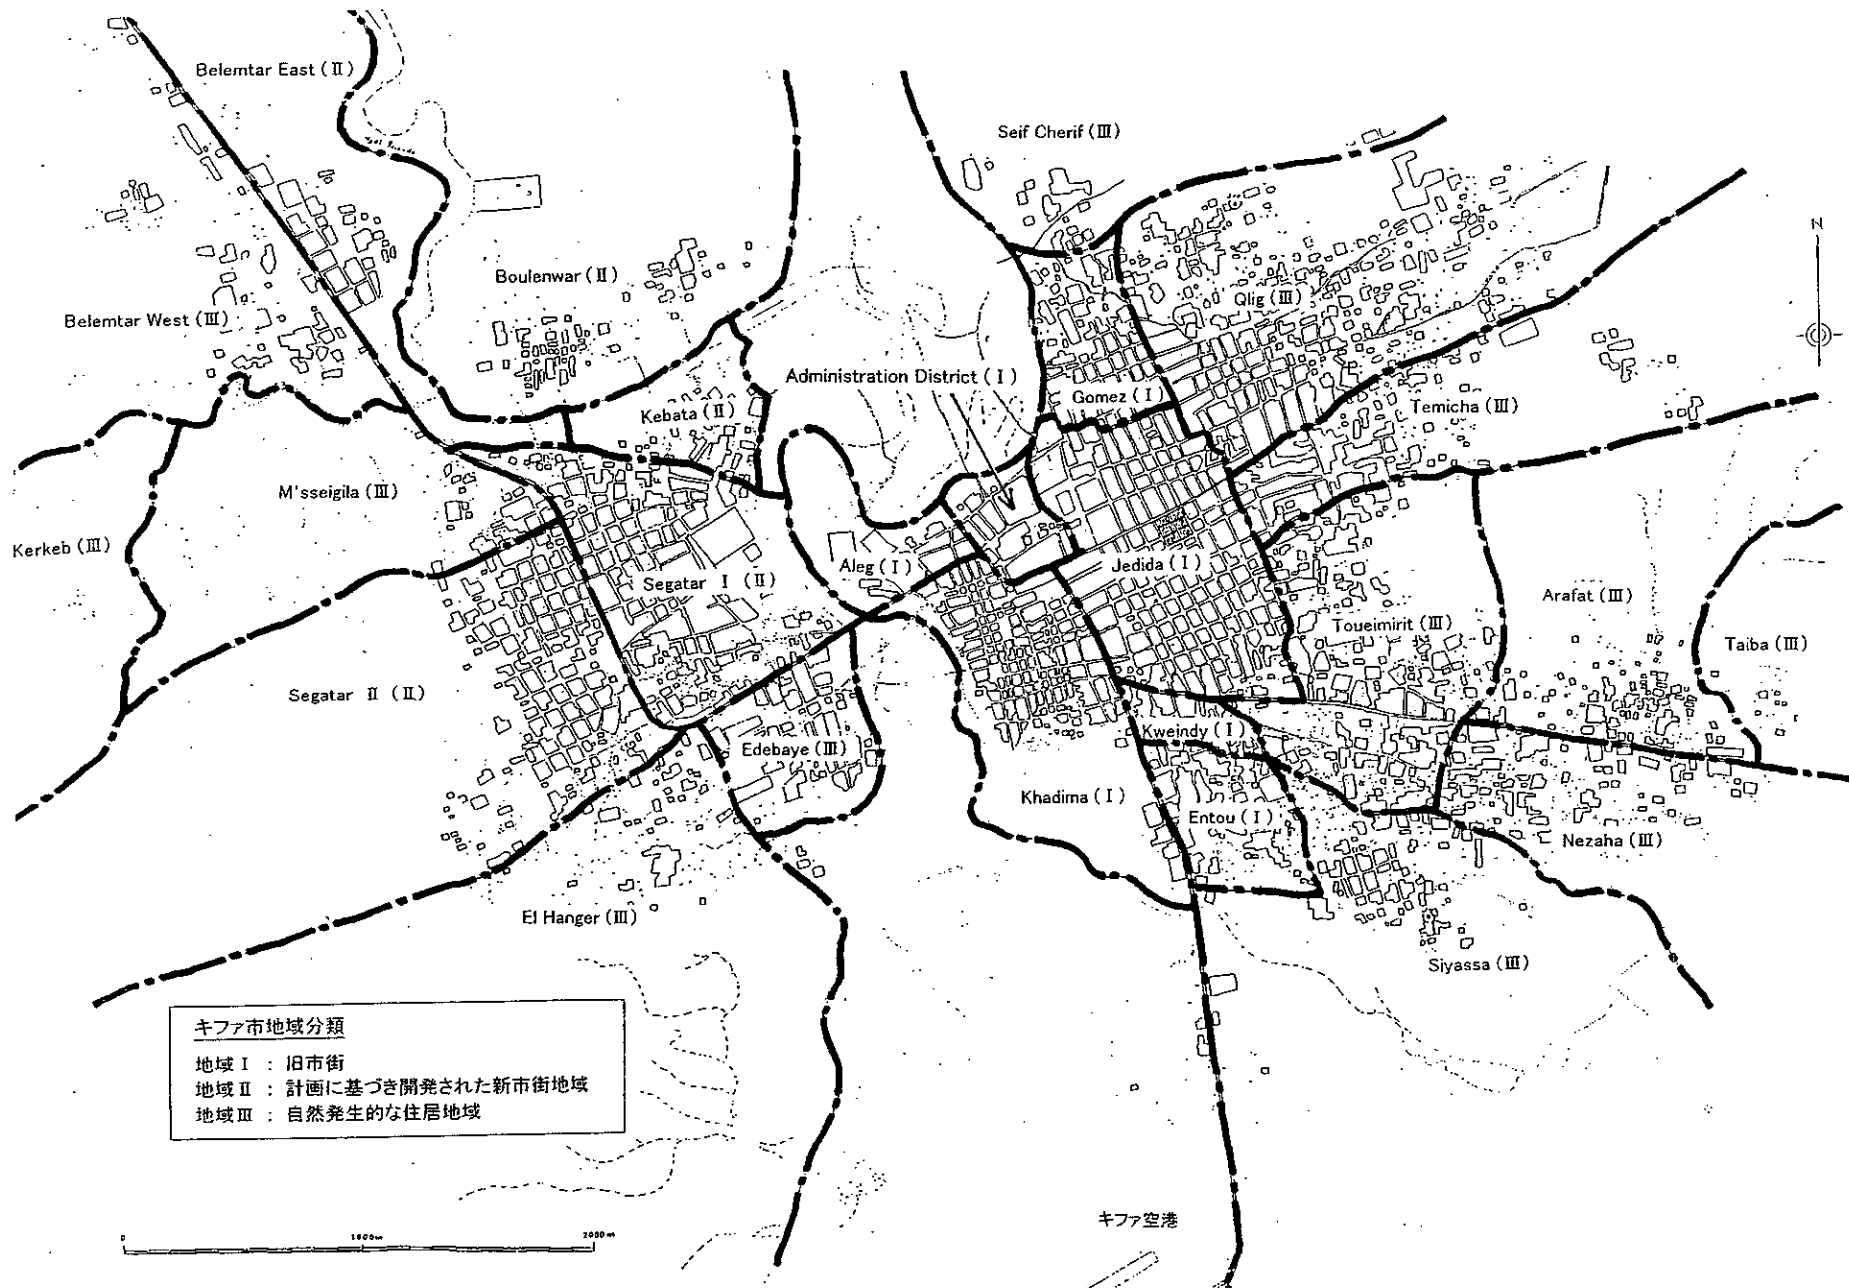 Belemtar East (Ⅱ)
Seif Cherif (Ⅲ)
N
Boulenwar (Ⅱ)
Qlig (Ⅲ)
Belemtar West (Ⅲ)
Administration District (Ⅰ)
Gomez (Ⅰ)
Kebata (Ⅱ)
Temicha (Ⅲ)
M'sseigila (Ⅲ)
Kerkeb (Ⅲ)
Segatar Ⅰ (Ⅱ)
Aleg (Ⅰ)
Jedida (Ⅰ)
Arafat (Ⅲ)
Toueimirit (Ⅲ)
Taiba (Ⅲ)
Segatar Ⅱ (Ⅱ)
Edebaye (Ⅲ)
Kweindy (Ⅰ)
Khadima (Ⅰ)
Entou (Ⅰ)
Nezaha (Ⅲ)
El Hanger (Ⅲ)
Siyassa (Ⅲ)
キファ市地域分類
地域Ⅰ : 旧市街
地域Ⅱ : 計画に基づき開発された新市街地域
地域Ⅲ : 自然発生的な住居地域
キファ空港
0 1000m 2000m